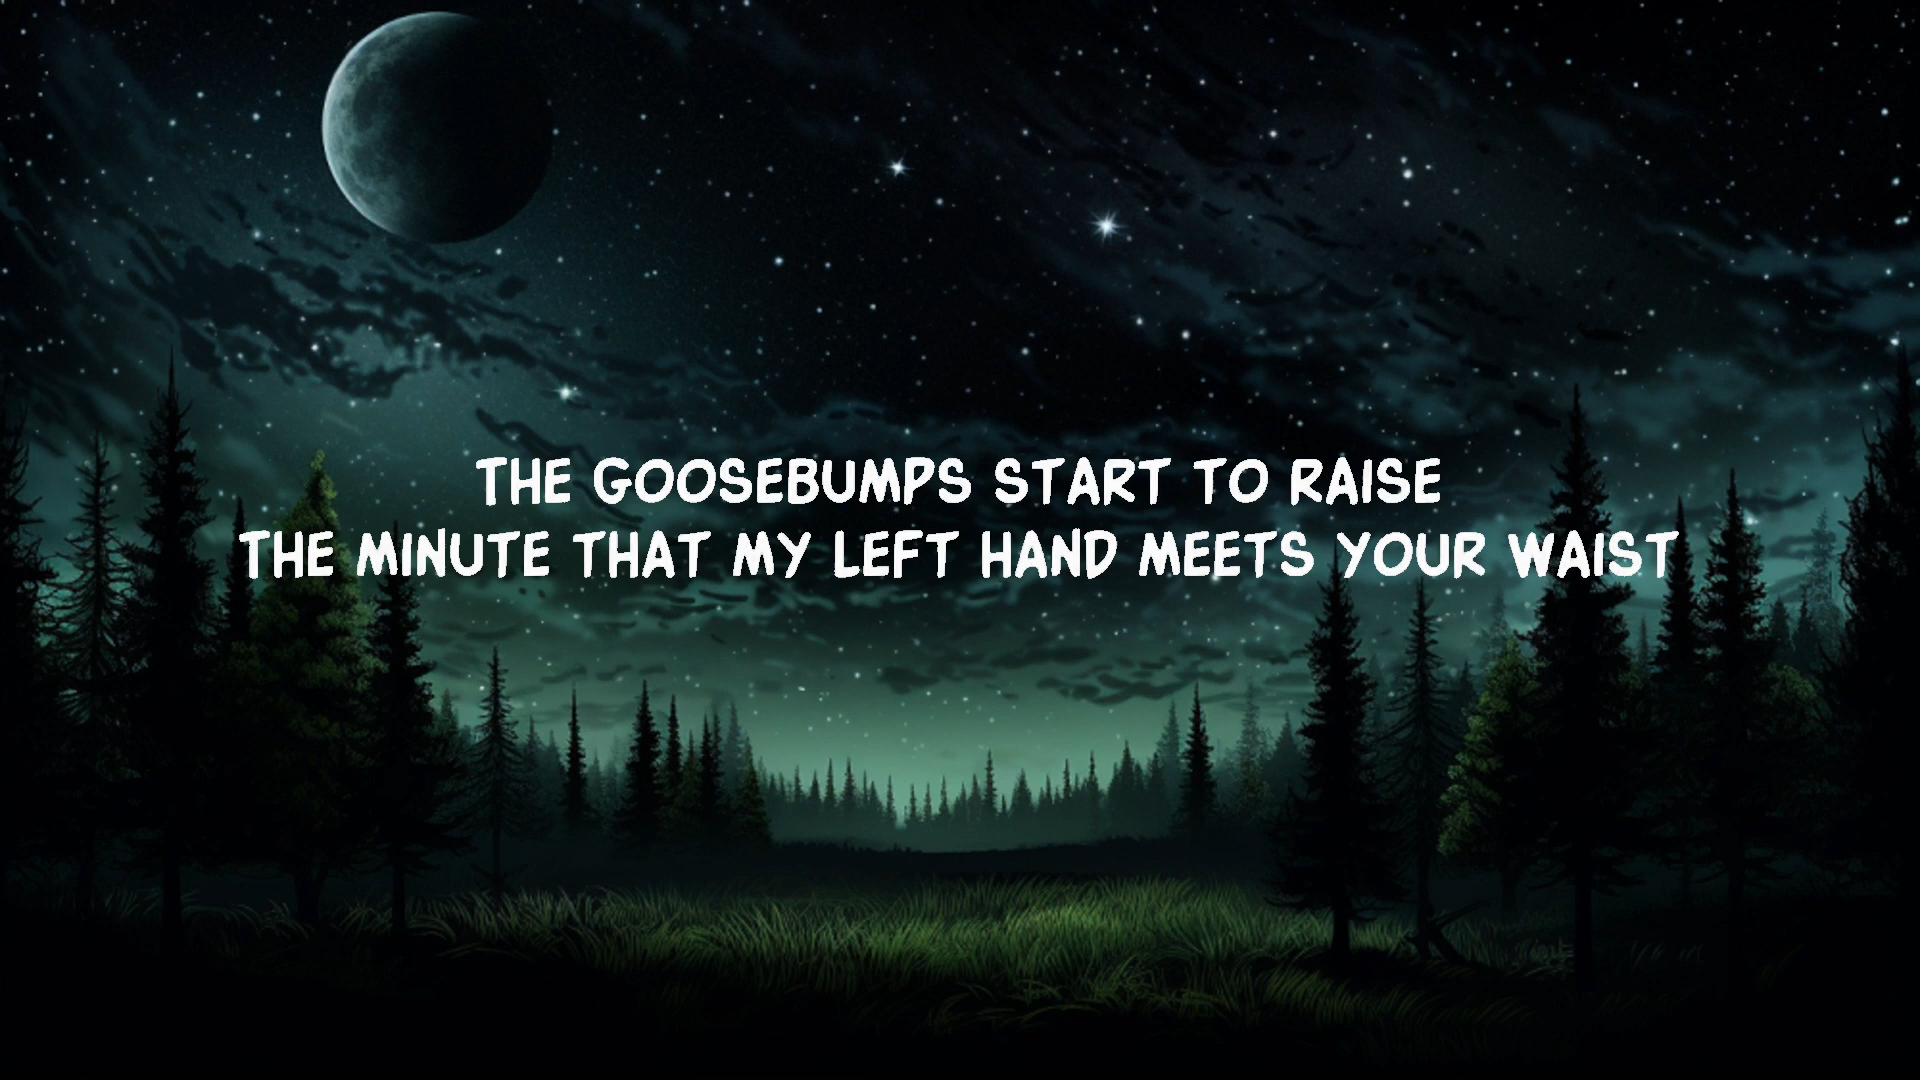 THE GOOSEBUMPS START TO RAISE
THE MINUTE THAT MY LEFT HAND MEETS YOUR WAIST